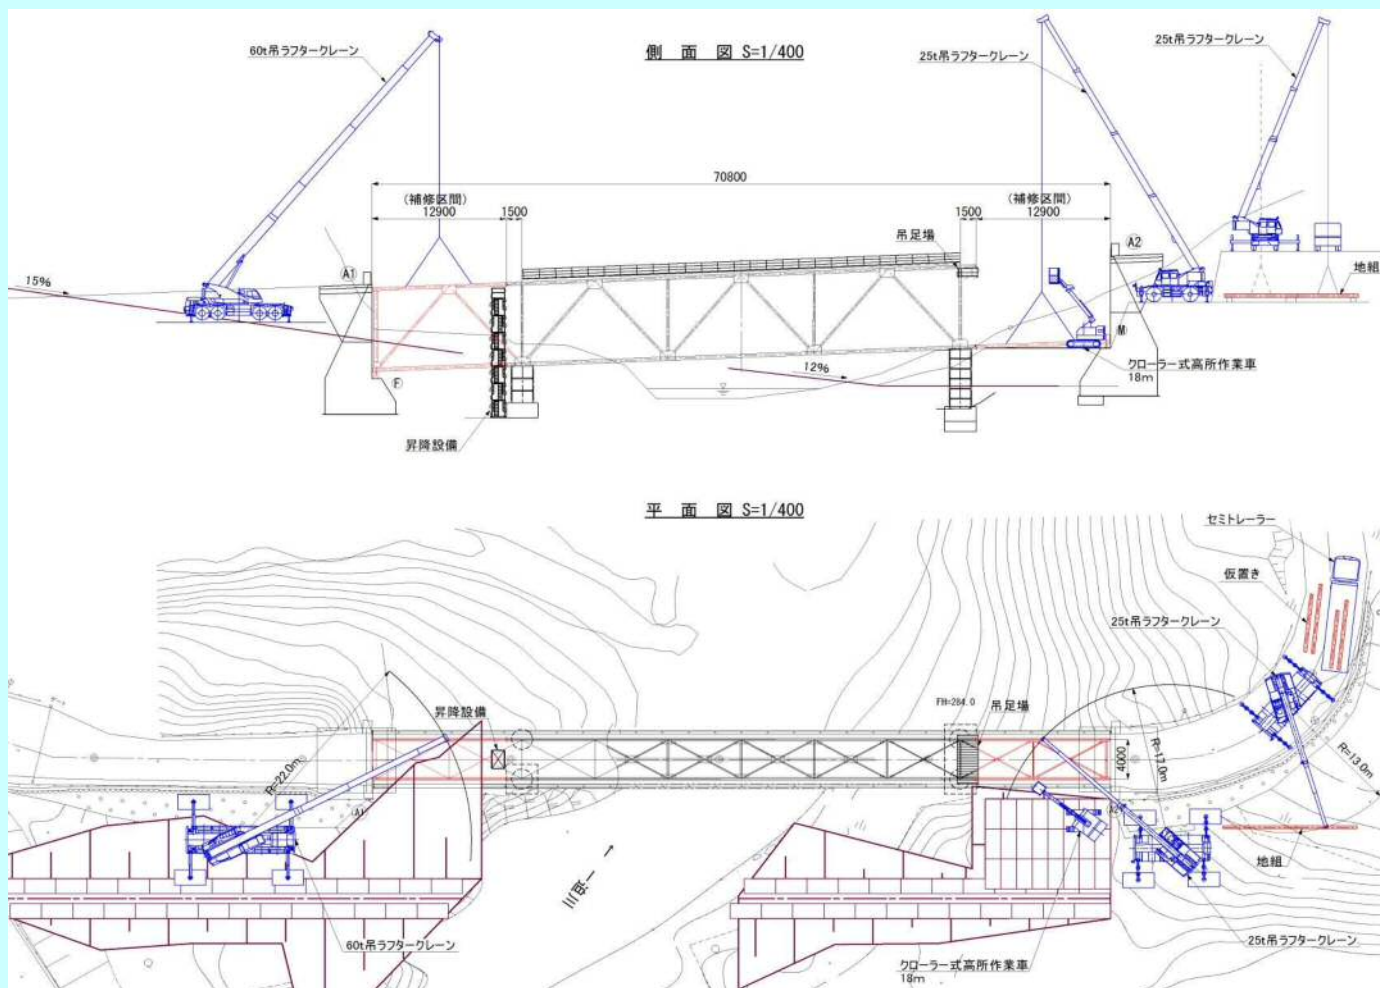 側 面 図 S=1/400
60t吊ラフタークレーン
25t吊ラフタークレーン
25t吊ラフタークレーン
70800
(補修区間)
12900
1500
1500
(補修区間)
12900
吊足場
A1
A2
15%
地組
M
クローラー式高所作業車
18m
12%
F
昇降設備
平 面 図 S=1/400
セミトレーラー
仮置き
25t吊ラフタークレーン
昇降設備
FH=284.0
吊足場
R=22.0m
4000
R=17.0m
R=13.0m
A1
A2
地組
一迫川
60t吊ラフタークレーン
25t吊ラフタークレーン
クローラー式高所作業車
18m